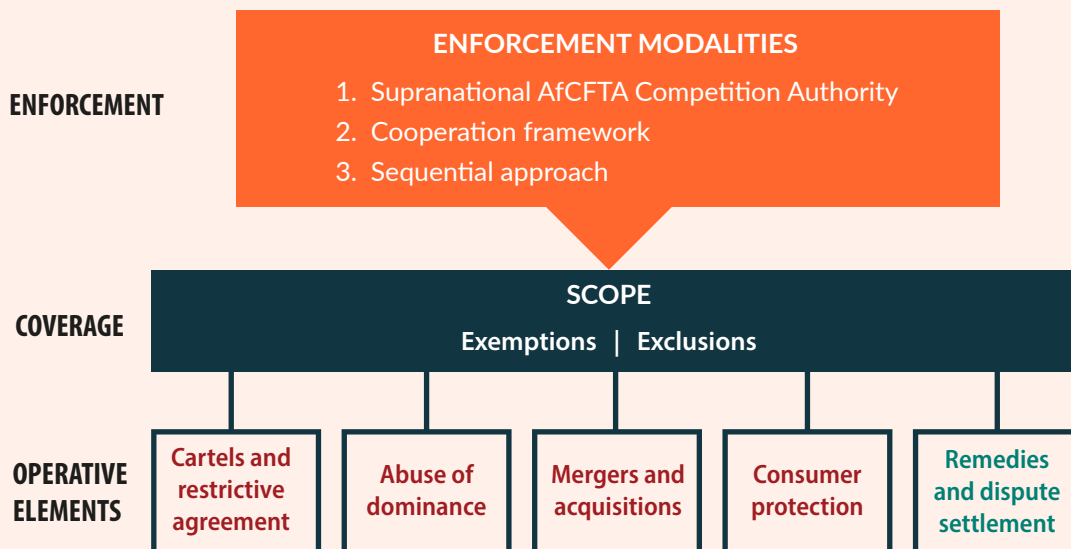 ENFORCEMENT
ENFORCEMENT MODALITIES
1. Supranational AfCFTA Competition Authority
2. Cooperation framework
3. Sequential approach
COVERAGE
SCOPE
Exemptions | Exclusions
OPERATIVE
ELEMENTS
Cartels and
restrictive
agreement
Abuse of
dominance
Mergers and
acquisitions
Consumer
protection
Remedies
and dispute
settlement